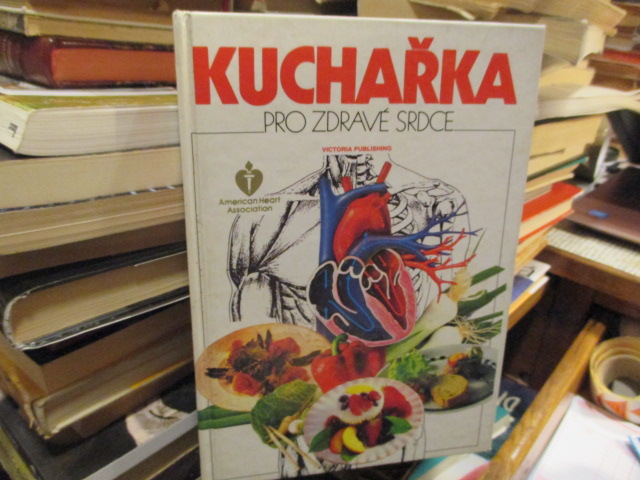 KUCHAŘKA
PRO ZDRAVÉ SRDCE
VICTORIA PUBLISHING
American Heart
Association